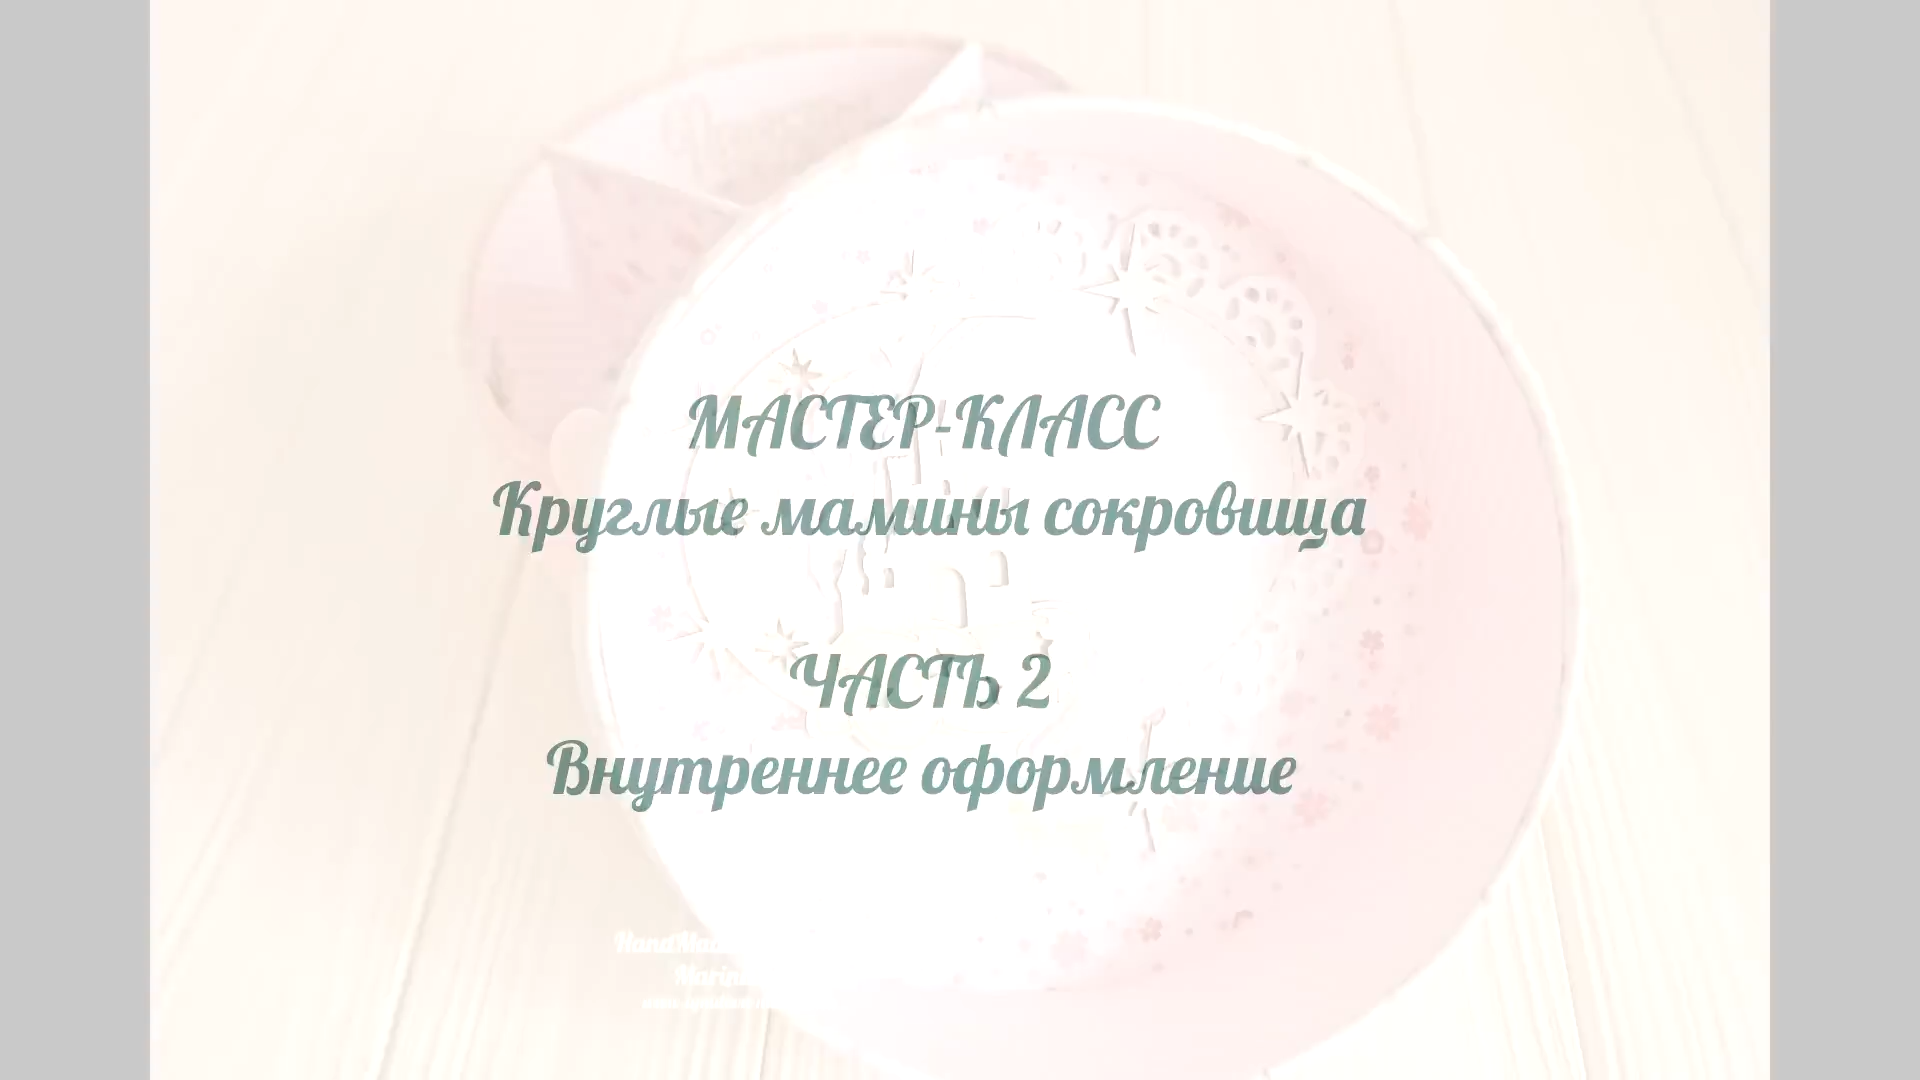 МАСТЕР-КЛАСС
Круглые мамины сокровища
ЧАСТЬ 2
Внутреннее оформление